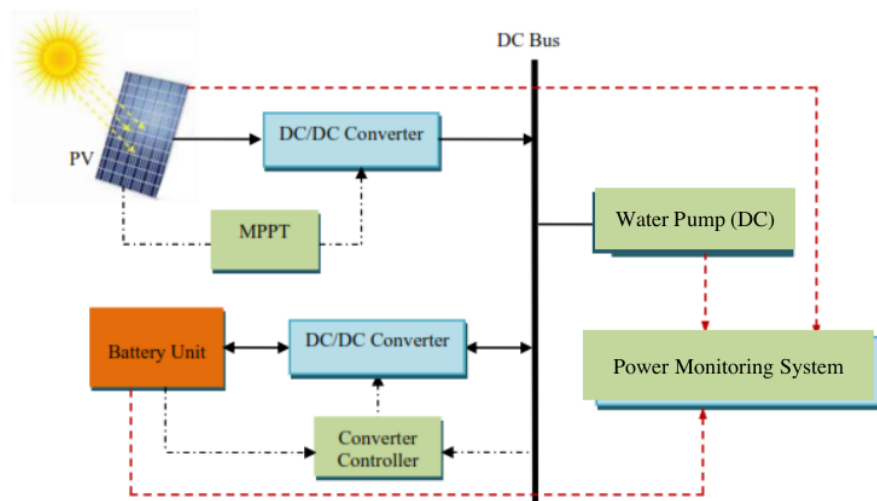 DC Bus
DC/DC Converter
PV
MPPT
Water Pump (DC)
Battery Unit
DC/DC Converter
Power Monitoring System
Converter
Controller